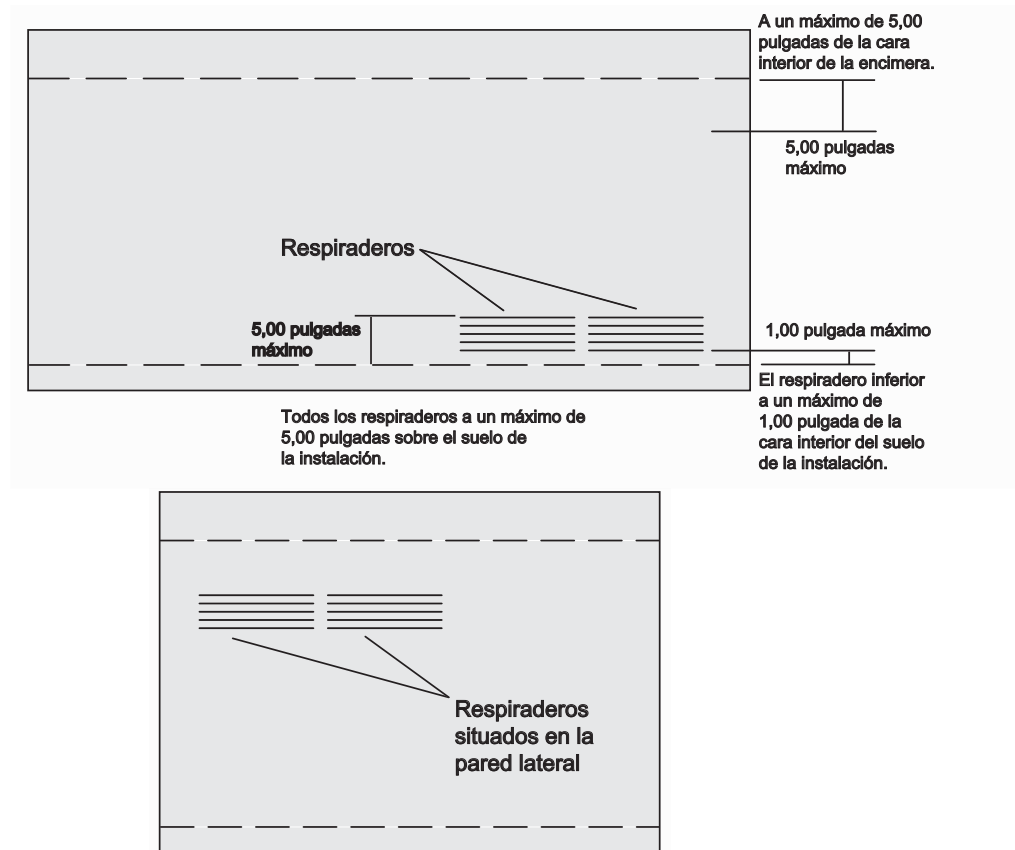 A un máximo de 5,00
pulgadas de la cara
interior de la encimera.
5,00 pulgadas
máximo
Respiraderos
5,00 pulgadas
máximo
1,00 pulgada máximo
El respiradero inferior
a un máximo de
1,00 pulgada de la
cara interior del suelo
de la instalación.
Todos los respiraderos a un máximo de
5,00 pulgadas sobre el suelo de
la instalación.
Respiraderos
situados en la
pared lateral